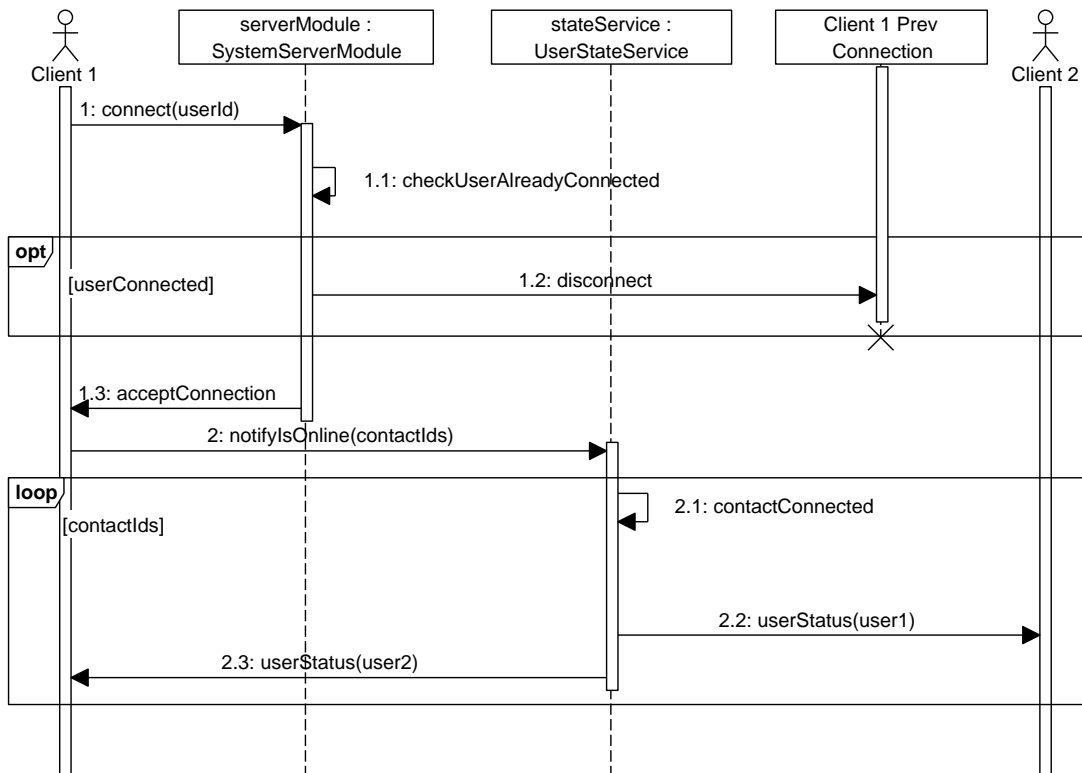 serverModule :
SystemServerModule
stateService :
UserStateService
Client 1 Prev
Connection
Client 1
Client 2
1: connect(userId)
1.1: checkUserAlreadyConnected
opt
[userConnected]
1.2: disconnect
1.3: acceptConnection
2: notifyIsOnline(contactIds)
loop
2.1: contactConnected
[contactIds]
2.2: userStatus(user1)
2.3: userStatus(user2)